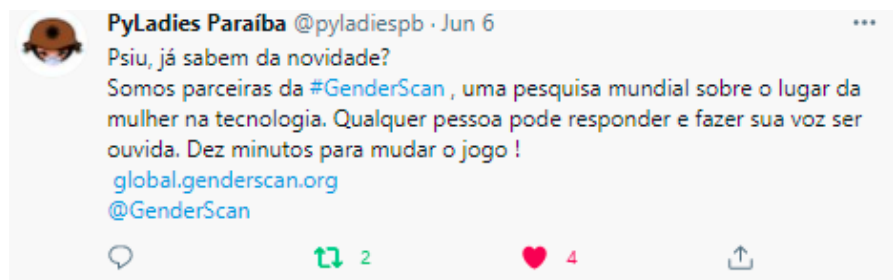 PyLadies Paraíba @pyladiespb · Jun 6
Psiu, já sabem da novidade?
Somos parceiras da #GenderScan , uma pesquisa mundial sobre o lugar da
mulher na tecnologia. Qualquer pessoa pode responder e fazer sua voz ser
ouvida. Dez minutos para mudar o jogo !
global.genderscan.org
@GenderScan
2 4